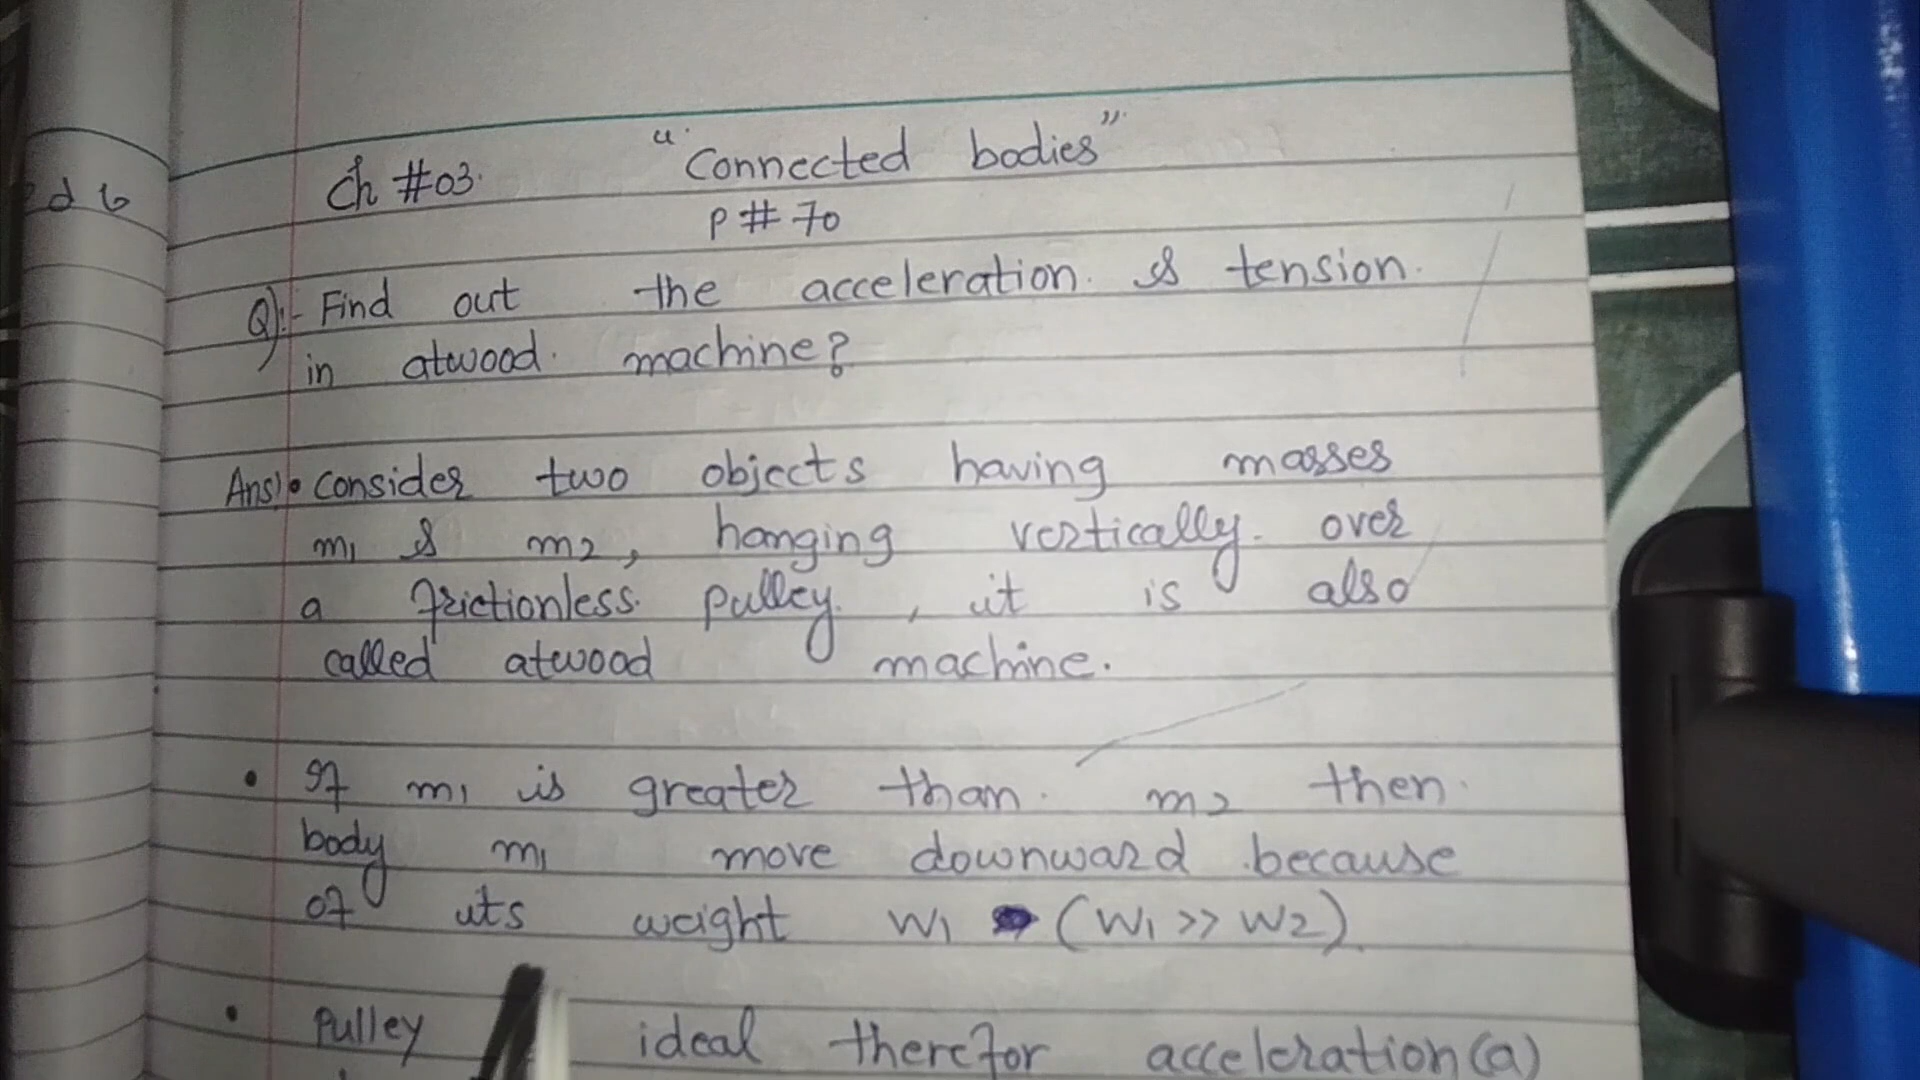 Ch #03. "Connected bodies"
P # 70
Q):- Find out the acceleration & tension
in atwood machine?
Ans):• Consider two objects having masses
m1 & m2, hanging vertically over
a frictionless pulley, it is also
called atwood machine.
• If m1 is greater than m2 then
body m1 move downward because
of its weight W1 (W1 >> W2)
• Pulley ideal therefor acceleration (a)